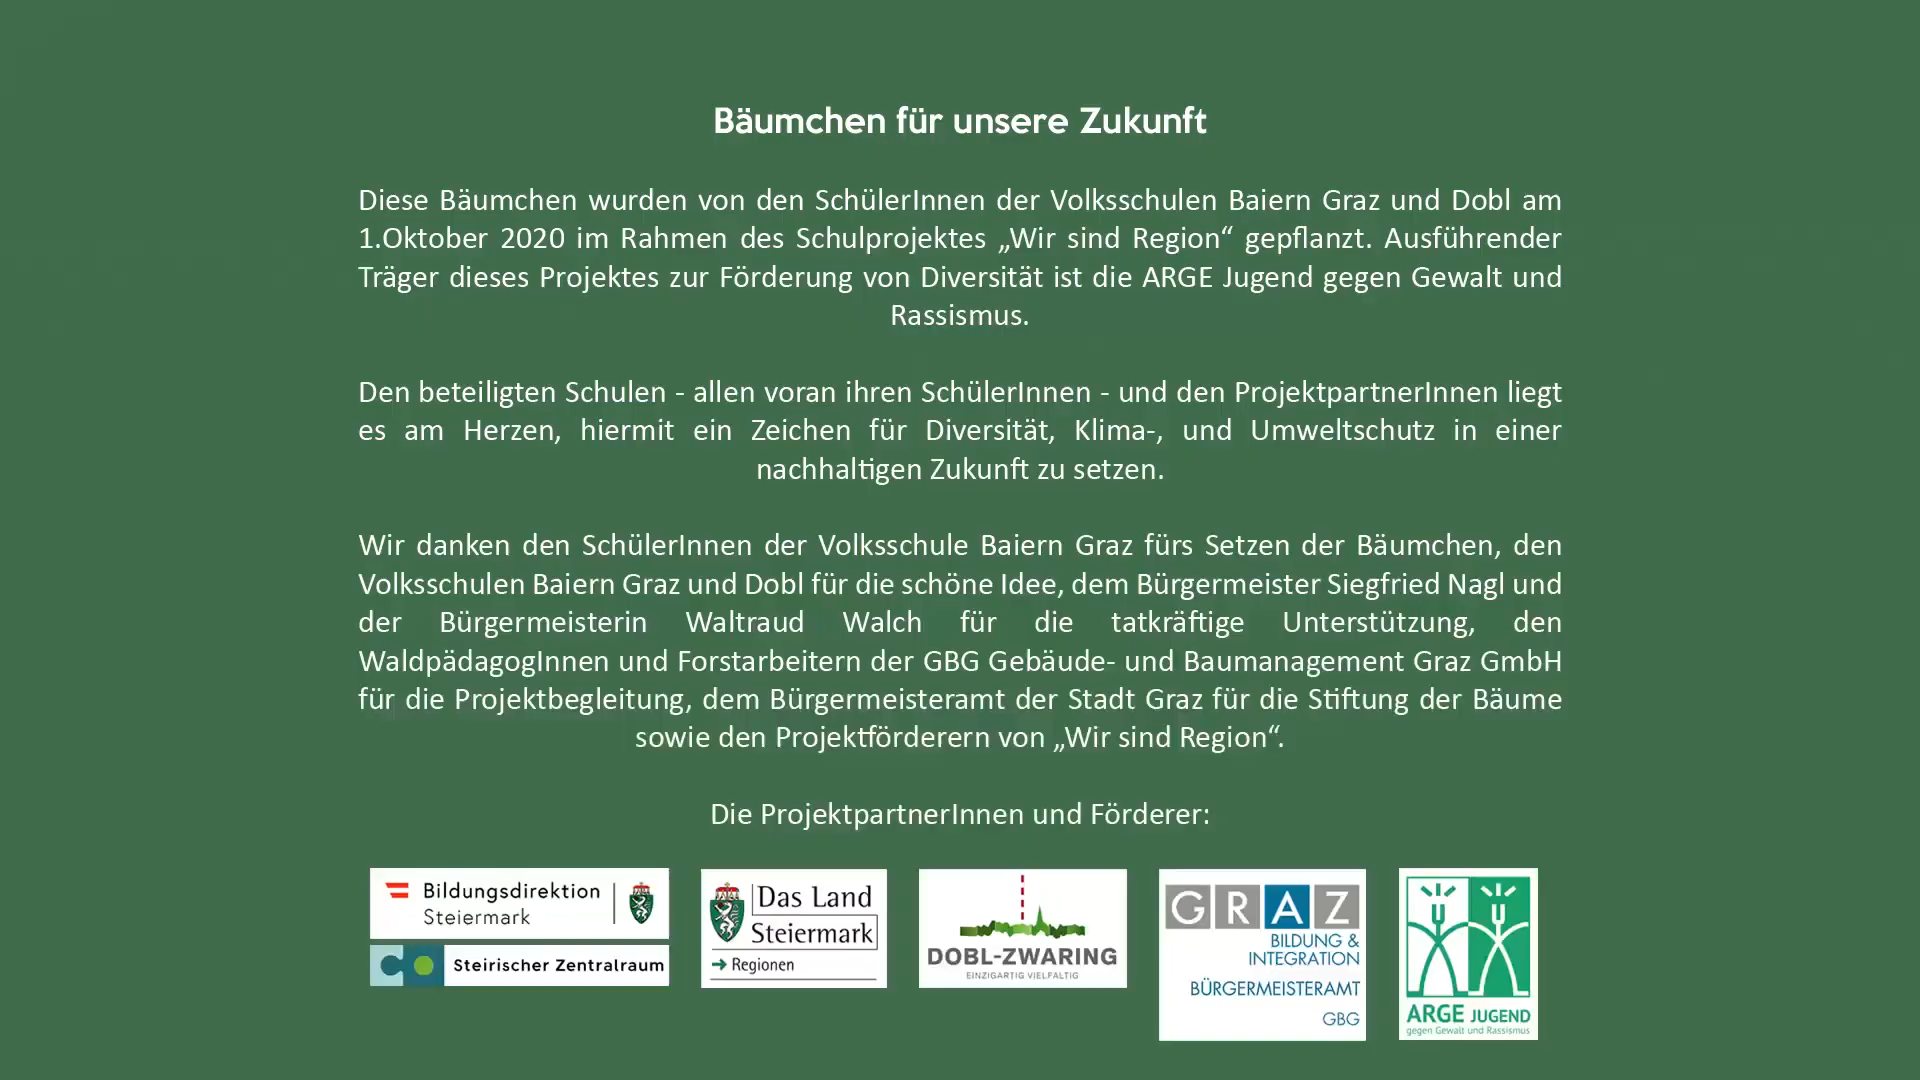 Bäumchen für unsere Zukunft
Diese Bäumchen wurden von den SchülerInnen der Volksschulen Baiern Graz und Dobl am
1.Oktober 2020 im Rahmen des Schulprojektes „Wir sind Region“ gepflanzt. Ausführender
Träger dieses Projektes zur Förderung von Diversität ist die ARGE Jugend gegen Gewalt und
Rassismus.
Den beteiligten Schulen - allen voran ihren SchülerInnen - und den ProjektpartnerInnen liegt
es am Herzen, hiermit ein Zeichen für Diversität, Klima-, und Umweltschutz in einer
nachhaltigen Zukunft zu setzen.
Wir danken den SchülerInnen der Volksschule Baiern Graz fürs Setzen der Bäumchen, den
Volksschulen Baiern Graz und Dobl für die schöne Idee, dem Bürgermeister Siegfried Nagl und
der Bürgermeisterin Waltraud Walch für die tatkräftige Unterstützung, den
WaldpädagogInnen und Forstarbeitern der GBG Gebäude- und Baumanagement Graz GmbH
für die Projektbegleitung, dem Bürgermeisteramt der Stadt Graz für die Stiftung der Bäume
sowie den Projektförderern von „Wir sind Region“.
Die ProjektpartnerInnen und Förderer:
Bildungsdirektion
Steiermark
Steirischer Zentralraum
Das Land
Steiermark
→ Regionen
DOBL-ZWARING
EINZIGARTIG VIELFALTIG
GRAZ
BILDUNG &
INTEGRATION
BÜRGERMEISTERAMT
GBG
ARGE JUGEND
gegen Gewalt und Rassismus